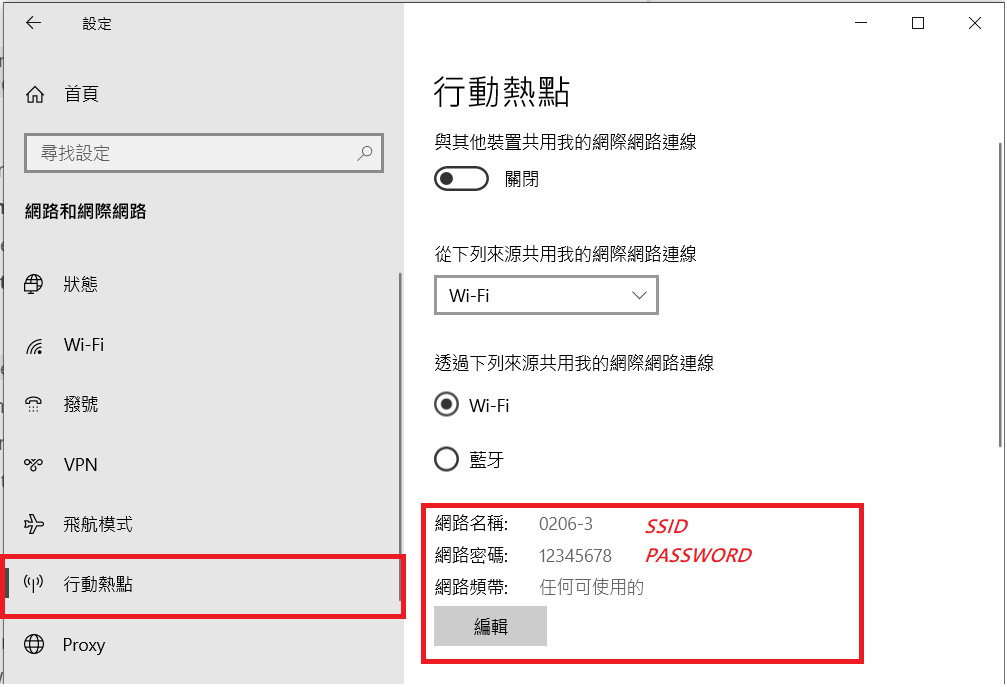 設定
首頁
尋找設定
網路和網際網路
狀態
Wi-Fi
撥號
VPN
飛航模式
行動熱點
Proxy
行動熱點
與其他裝置共用我的網際網路連線
關閉
從下列來源共用我的網際網路連線
Wi-Fi
透過下列來源共用我的網際網路連線
Wi-Fi
藍牙
網路名稱: 0206-3 SSID
網路密碼: 12345678 PASSWORD
網路頻帶: 任何可使用的
編輯